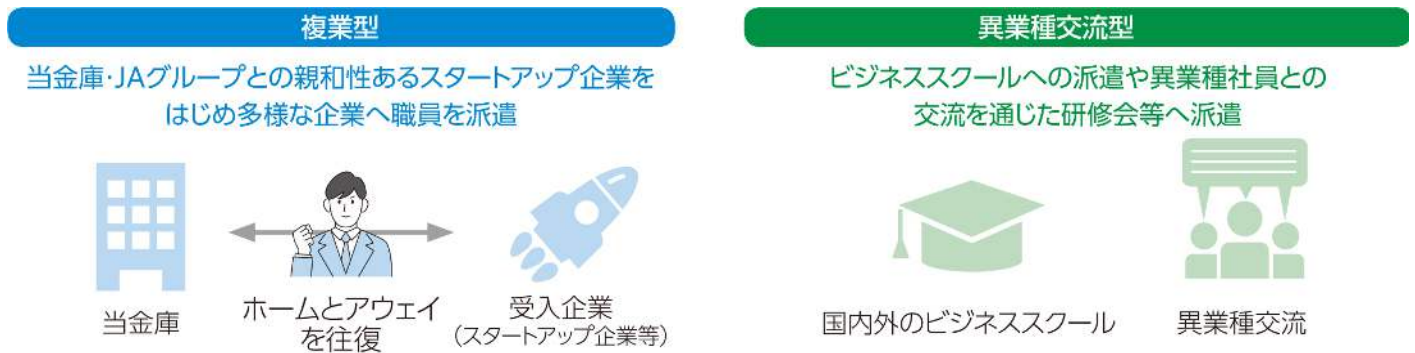 複業型
当金庫・JAグループとの親和性あるスタートアップ企業を
はじめ多様な企業へ職員を派遣
当金庫
ホームとアウェイ
を往復
受入企業
（スタートアップ企業等）
異業種交流型
ビジネススクールへの派遣や異業種社員との
交流を通じた研修会等へ派遣
国内外のビジネススクール
異業種交流